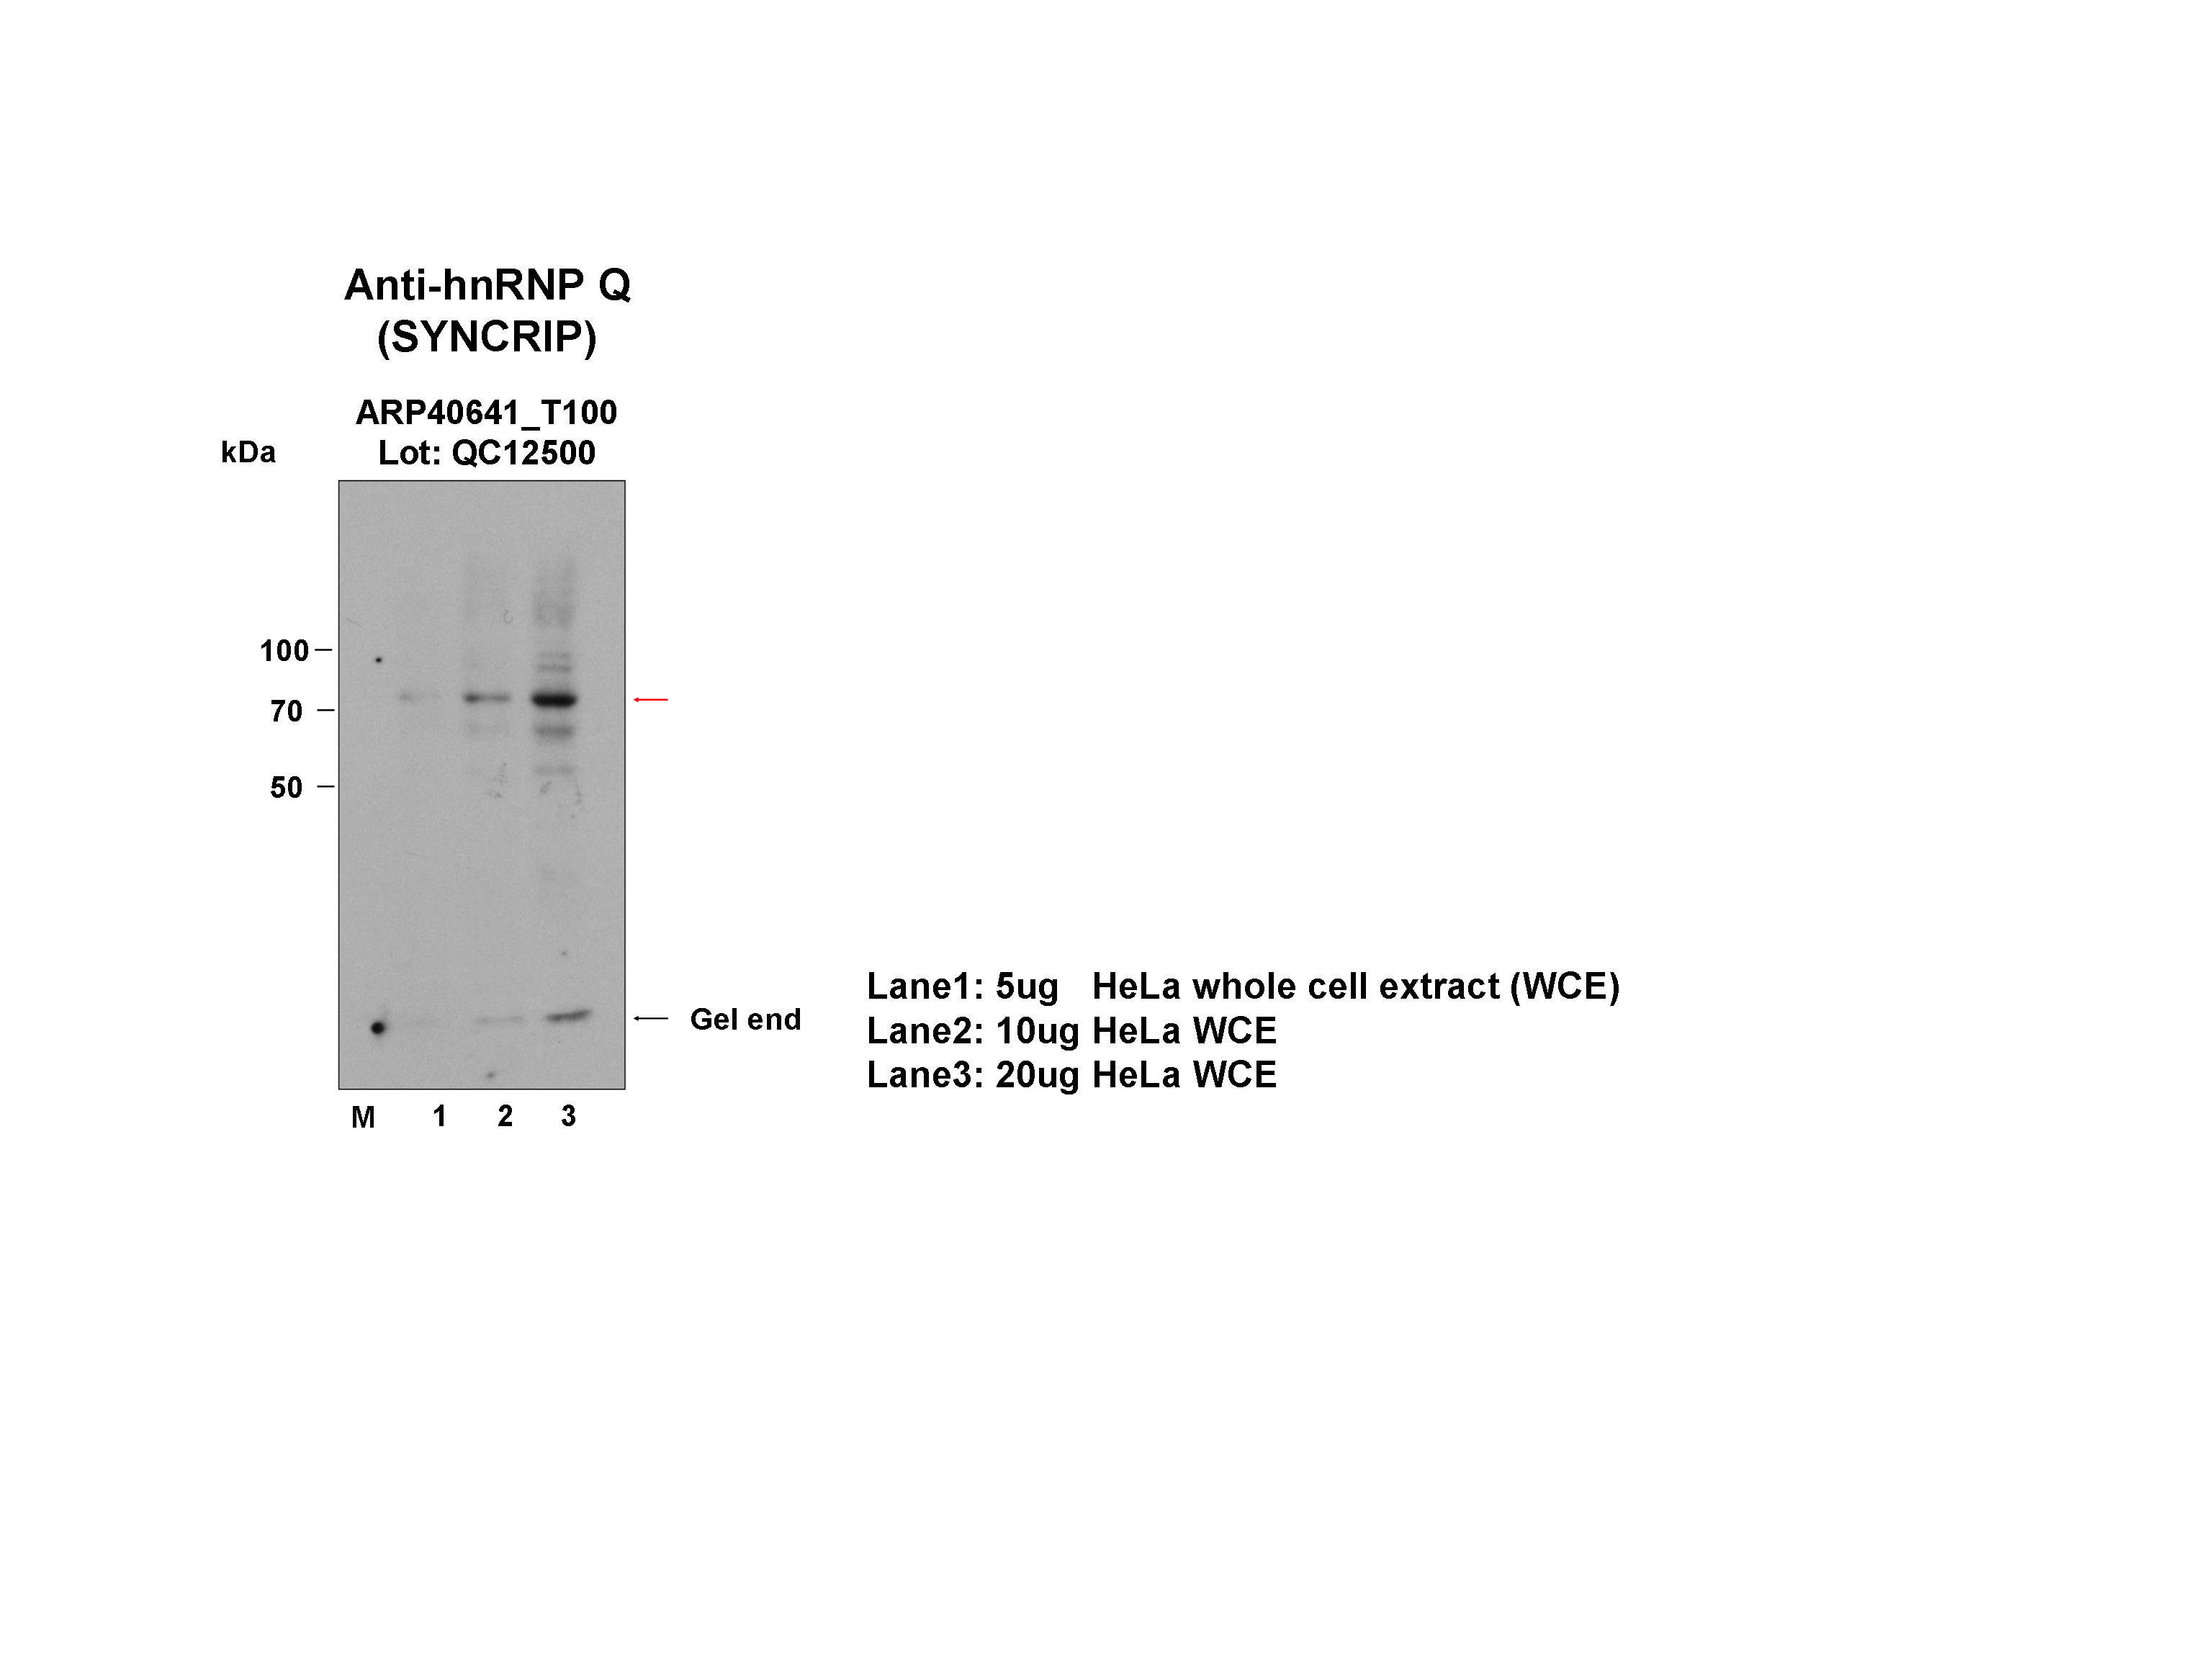 Anti-hnRNP Q
(SYNCRIP)
ARP40641_T100
Lot: QC12500
kDa
100
70
50
Gel end
M 1 2 3
Lane1: 5ug HeLa whole cell extract (WCE)
Lane2: 10ug HeLa WCE
Lane3: 20ug HeLa WCE